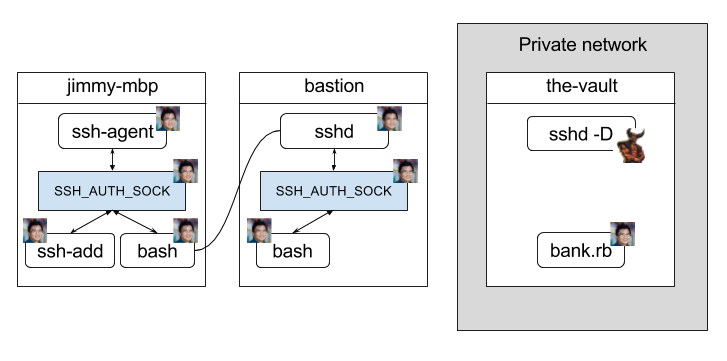 Private network
jimmy-mbp
bastion
the-vault
ssh-agent
sshd
sshd -D
SSH_AUTH_SOCK
SSH_AUTH_SOCK
ssh-add
bash
bash
bank.rb